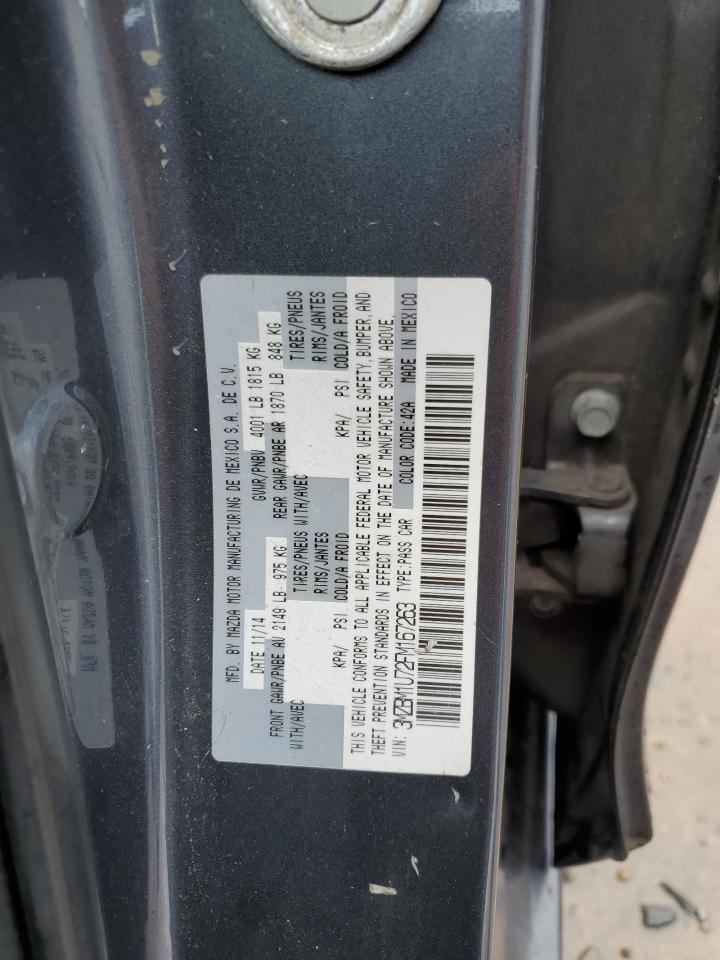 MFD. BY MAZDA MOTOR MANUFACTURING DE MEXICO S.A. DE C.V.
DATE 11/14 GVWR/PNBV 4001 LB 1815 KG
FRONT GAWR/PNBE AV 2149 LB 975 KG REAR GAWR/PNBE AR 1870 LB 848 KG
WITH/AVEC TIRES/PNEUS WITH/AVEC TIRES/PNEUS
RIMS/JANTES RIMS/JANTES
KPA/ PSI COLD/A FROID KPA/ PSI COLD/A FROID
THIS VEHICLE CONFORMS TO ALL APPLICABLE FEDERAL MOTOR VEHICLE SAFETY, BUMPER, AND
THEFT PREVENTION STANDARDS IN EFFECT ON THE DATE OF MANUFACTURE SHOWN ABOVE.
VIN: 3MZBM1U72FM167263 TYPE:PASS CAR COLOR CODE:42A MADE IN MEXICO